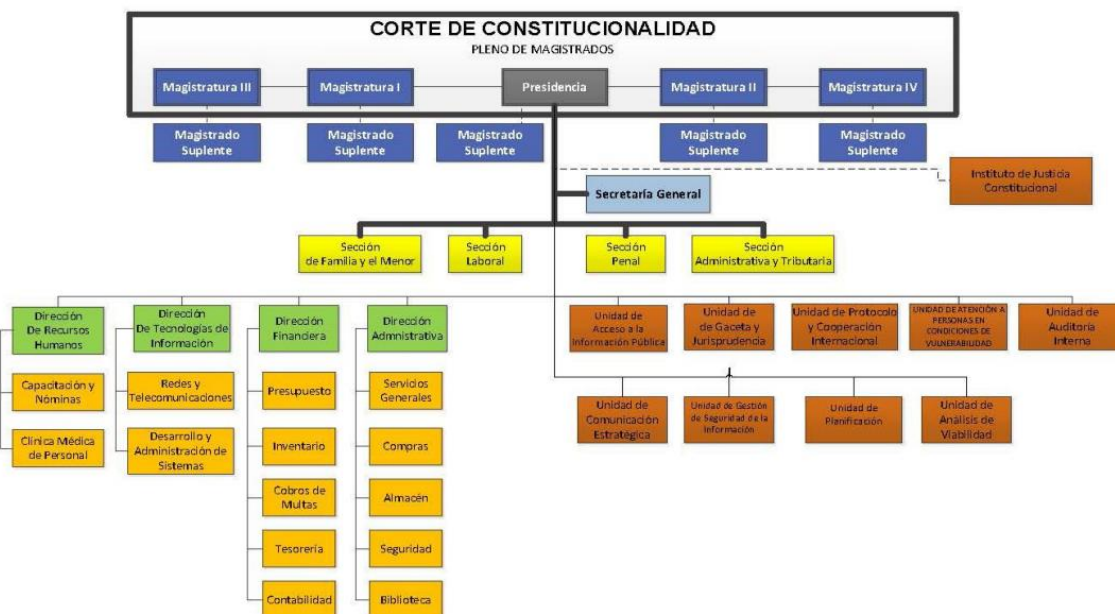 CORTE DE CONSTITUCIONALIDAD
PLENO DE MAGISTRADOS
Magistratura III
Magistratura I
Presidencia
Magistratura II
Magistratura IV
Magistrado
Suplente
Magistrado
Suplente
Magistrado
Suplente
Magistrado
Suplente
Magistrado
Suplente
Instituto de Justicia
Constitucional
Secretaría General
Sección
de Familia y el Menor
Sección
Laboral
Sección
Penal
Sección
Administrativa y Tributaria
Dirección
De Recursos
Humanos
Dirección
De Tecnologías de
Información
Dirección
Financiera
Dirección
Admnistrativa
Unidad de
Acceso a la
Información Pública
Unidad de
de Gaceta y
Jurisprudencia
Unidad de Protocolo
y Cooperación
Internacional
UNIDAD DE ATENCIÓN A
PERSONAS EN
CONDICIONES DE
VULNERABILIDAD
Unidad de
Auditoría
Interna
Capacitación y
Nóminas
Redes y
Telecomunicaciones
Presupuesto
Servicios
Generales
Unidad de
Comunicación
Estratégica
Unidad de Gestión
de Seguridad de la
Información
Unidad de
Planificación
Unidad de
Análisis de
Viabilidad
Clínica Médica
de Personal
Desarrollo y
Administración de
Sistemas
Inventario
Compras
Cobros de
Multas
Almacén
Tesorería
Seguridad
Contabilidad
Biblioteca